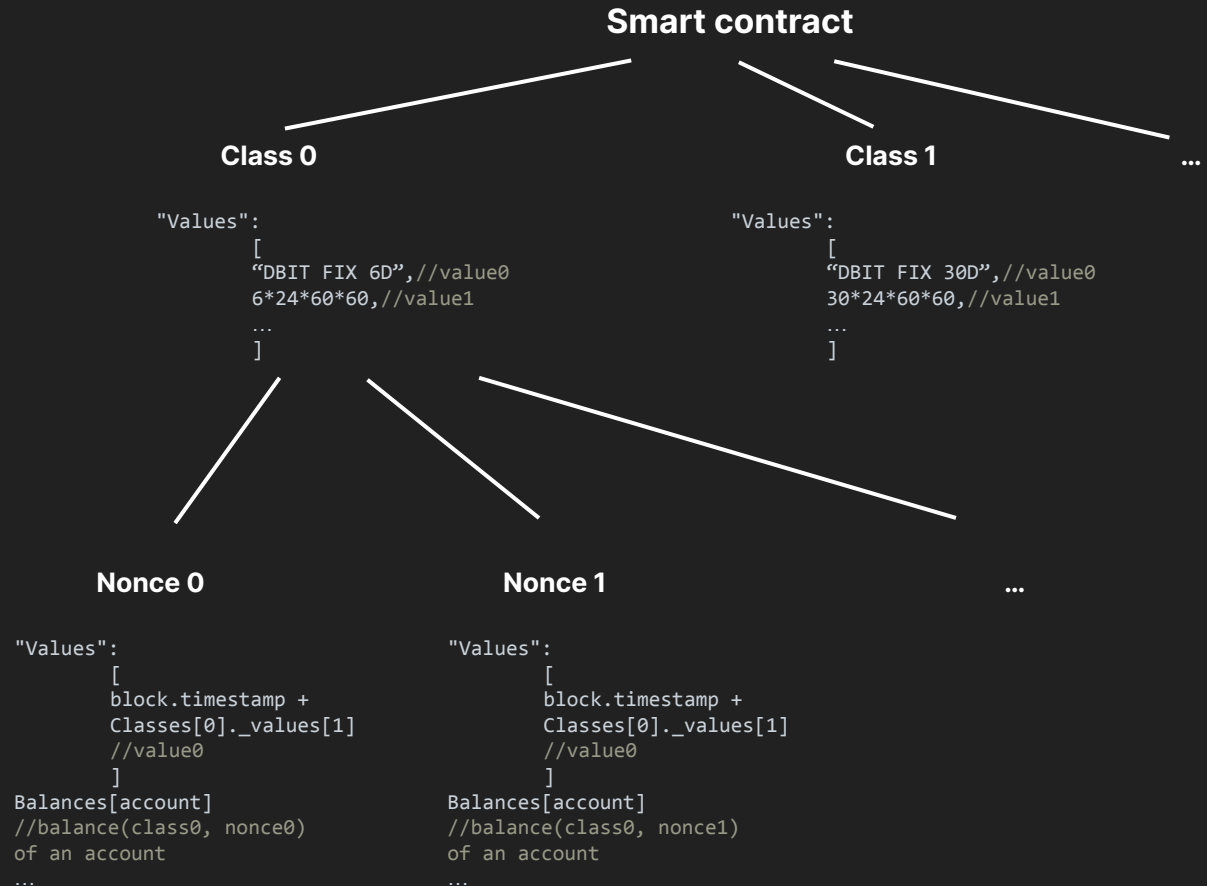 Smart contract
Class 0
Class 1
...
"Values":
[
“DBIT FIX 6D”,//value0
6*24*60*60,//value1
...
]
"Values":
[
“DBIT FIX 30D”,//value0
30*24*60*60,//value1
...
]
Nonce 0
Nonce 1
...
"Values":
[
block.timestamp +
Classes[0]._values[1]
//value0
]
Balances[account]
//balance(class0, nonce0)
of an account
...
"Values":
[
block.timestamp +
Classes[0]._values[1]
//value0
]
Balances[account]
//balance(class0, nonce1)
of an account
...